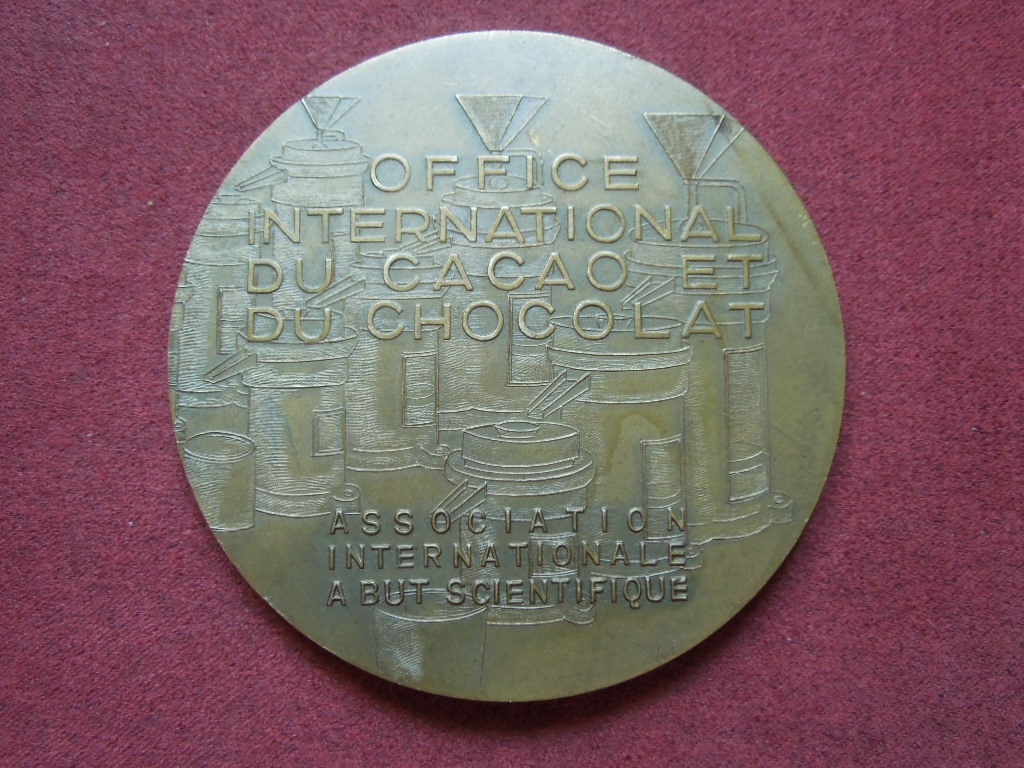 OFFICE
INTERNATIONAL
DU CACAO ET
DU CHOCOLAT
ASSOCIATION
INTERNATIONALE
A BUT SCIENTIFIQUE